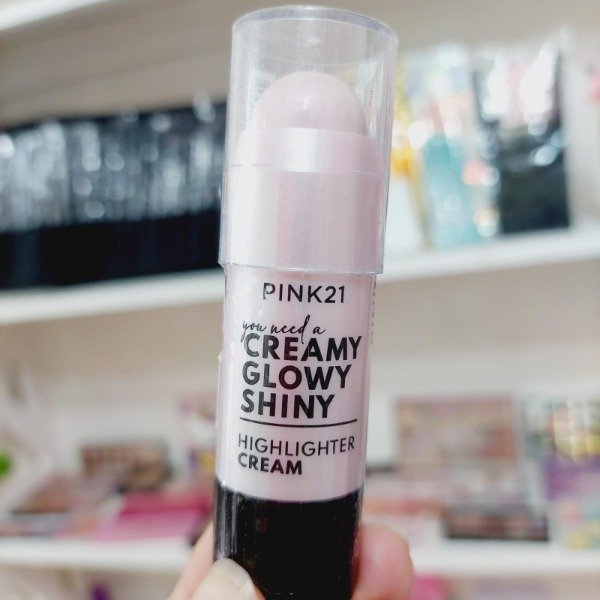 PINK21
you need a
CREAMY
GLOWY
SHINY
HIGHLIGHTER
CREAM